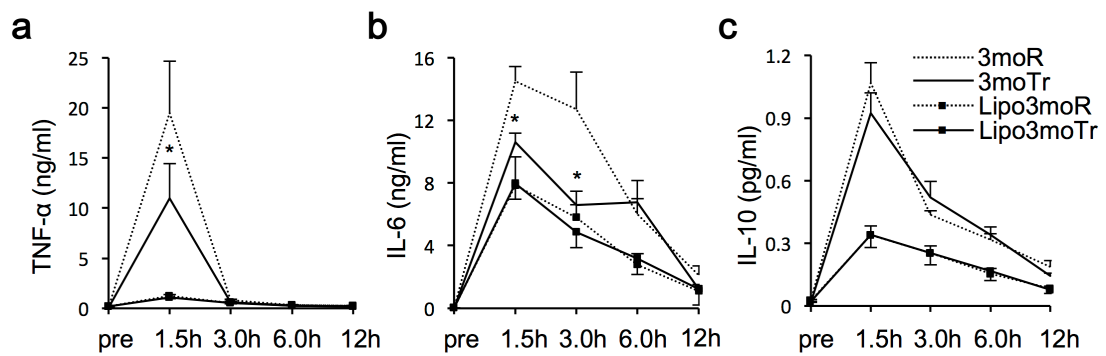 a
TNF-α (ng/ml)
25
20
15
10
5
0
*
pre 1.5h 3.0h 6.0h 12h
b
IL-6 (ng/ml)
16
12
8
4
0
*
*
pre 1.5h 3.0h 6.0h 12h
c
IL-10 (pg/ml)
1.2
0.9
0.6
0.3
0
pre 1.5h 3.0h 6.0h 12h
3moR
3moTr
Lipo3moR
Lipo3moTr